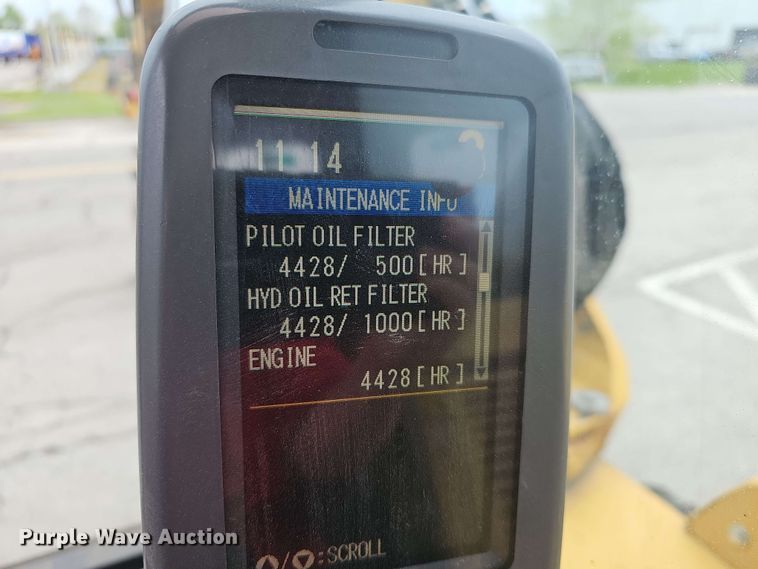 11:14
MAINTENANCE INFO
PILOT OIL FILTER
4428/ 500[HR]
HYD OIL RET FILTER
4428/ 1000[HR]
ENGINE
4428[HR]
:SCROLL
Purple Wave Auction